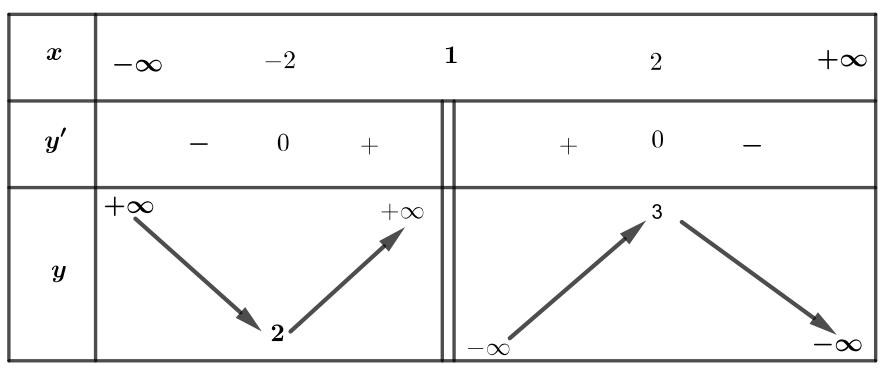 x −∞ −2 1 2 +∞
y′ − 0 + + 0 −
+∞ +∞ 3
y
2 −∞ −∞